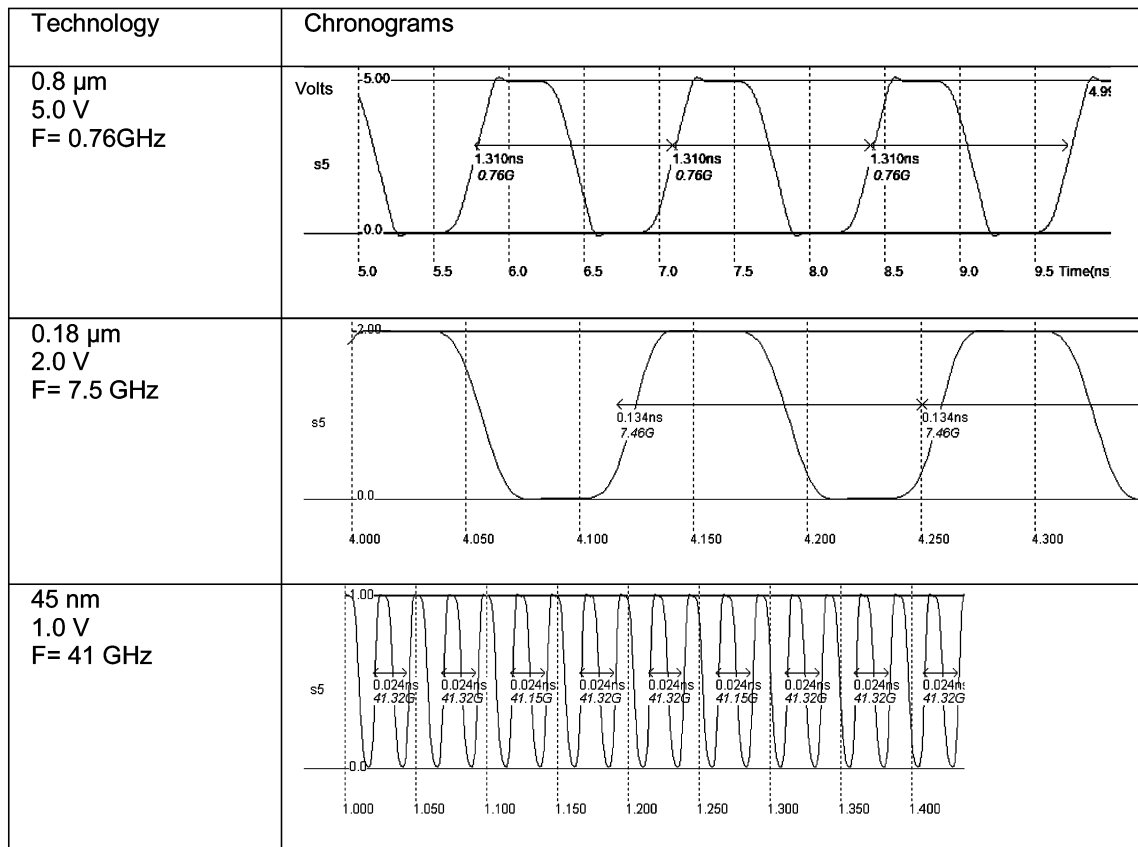 Technology Chronograms
0.8 µm
5.0 V
F= 0.76GHz
Volts
5.00
4.99
s5
1.310ns 1.310ns 1.310ns
0.76G 0.76G 0.76G
0.0
5.0 5.5 6.0 6.5 7.0 7.5 8.0 8.5 9.0 9.5 Time(ns)
0.18 µm
2.0 V
F= 7.5 GHz
2.00
s5
0.134ns 0.134ns
7.46G 7.46G
0.0
4.000 4.050 4.100 4.150 4.200 4.250 4.300
45 nm
1.0 V
F= 41 GHz
1.00
s5
0.024ns 0.024ns 0.024ns 0.024ns 0.024ns 0.024ns 0.024ns 0.024ns 0.024ns
41.32G 41.32G 41.15G 41.32G 41.32G 41.15G 41.32G 41.32G 41.32G
0.0
1.000 1.050 1.100 1.150 1.200 1.250 1.300 1.350 1.400